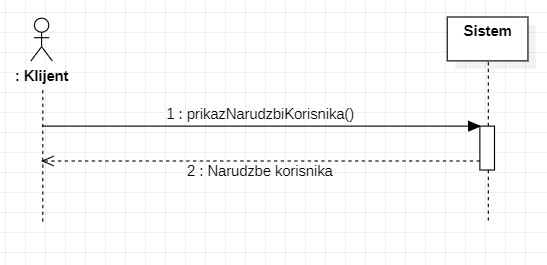 Sistem
: Klijent
1 : prikazNarudzbiKorisnika()
2 : Narudzbe korisnika